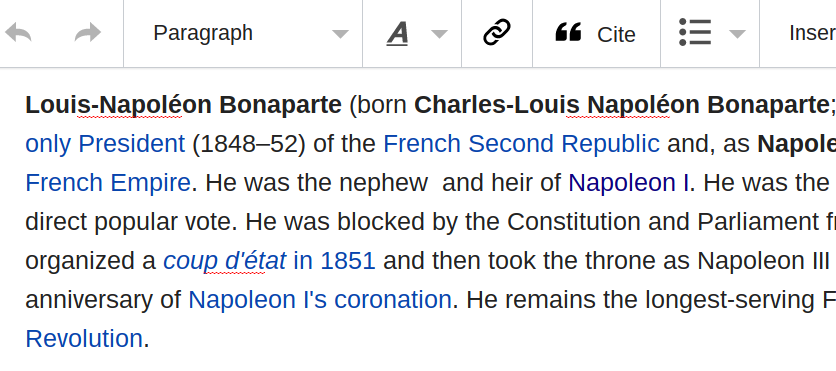 Paragraph A Cite Inser
Louis-Napoléon Bonaparte (born Charles-Louis Napoléon Bonaparte;
only President (1848–52) of the French Second Republic and, as Napole
French Empire. He was the nephew  and heir of Napoleon I. He was the
direct popular vote. He was blocked by the Constitution and Parliament fr
organized a coup d'état in 1851 and then took the throne as Napoleon III
anniversary of Napoleon I's coronation. He remains the longest-serving F
Revolution.